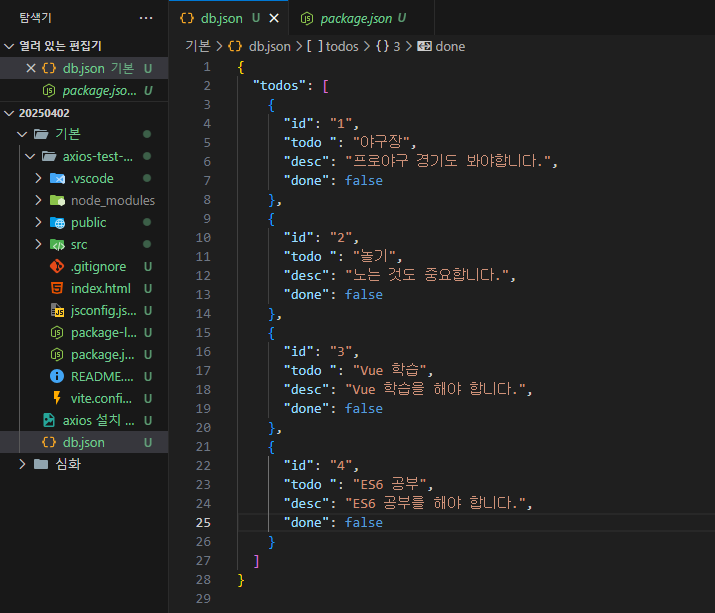 탐색기 ···
열려 있는 편집기
db.json 기본 U
package.jso... U
20250402
기본
axios-test-...
.vscode
node_modules
public
src
.gitignore U
index.html U
jsconfig.js... U
package-l... U
package.j... U
README.... U
vite.confi... U
axios 설치 ... U
db.json U
심화
db.json U
package.json U
기본 > db.json > [ ] todos > { } 3 > done
1 {
2 "todos": [
3 {
4 "id": "1",
5 "todo ": "야구장",
6 "desc": "프로야구 경기도 봐야합니다.",
7 "done": false
8 },
9 {
10 "id": "2",
11 "todo ": "놀기",
12 "desc": "노는 것도 중요합니다.",
13 "done": false
14 },
15 {
16 "id": "3",
17 "todo ": "Vue 학습",
18 "desc": "Vue 학습을 해야 합니다.",
19 "done": false
20 },
21 {
22 "id": "4",
23 "todo ": "ES6 공부",
24 "desc": "ES6 공부를 해야 합니다.",
25 "done": false
26 }
27 ]
28 }
29